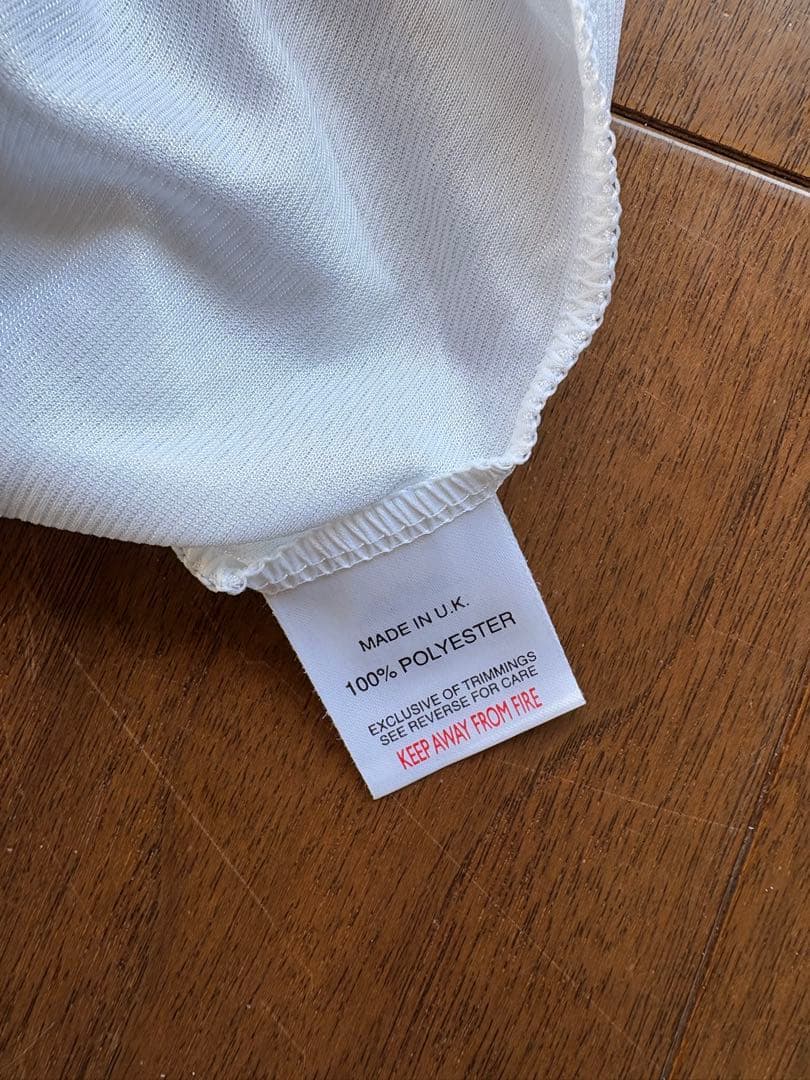 MADE IN U.K.
100% POLYESTER
EXCLUSIVE OF TRIMMINGS
SEE REVERSE FOR CARE
KEEP AWAY FROM FIRE